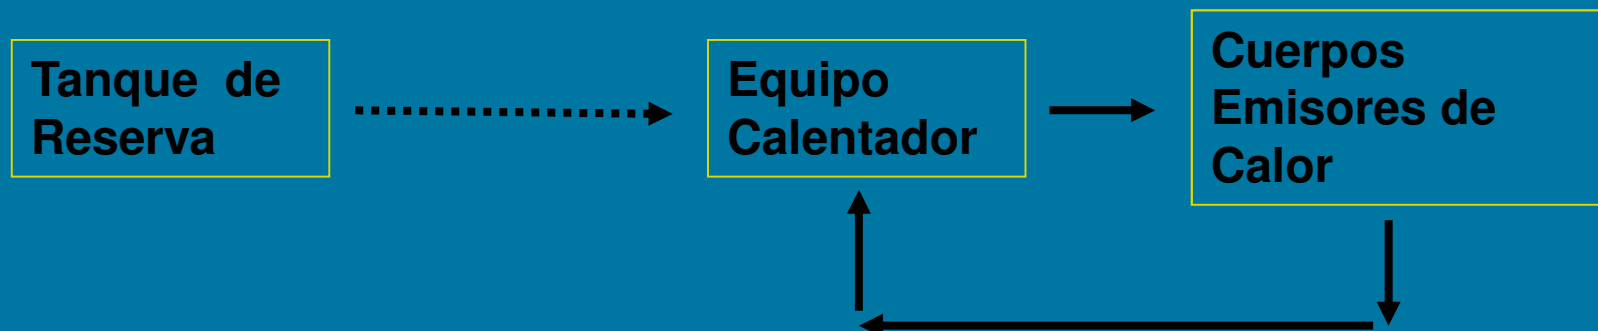 Tanque de
Reserva
Equipo
Calentador
Cuerpos
Emisores de
Calor